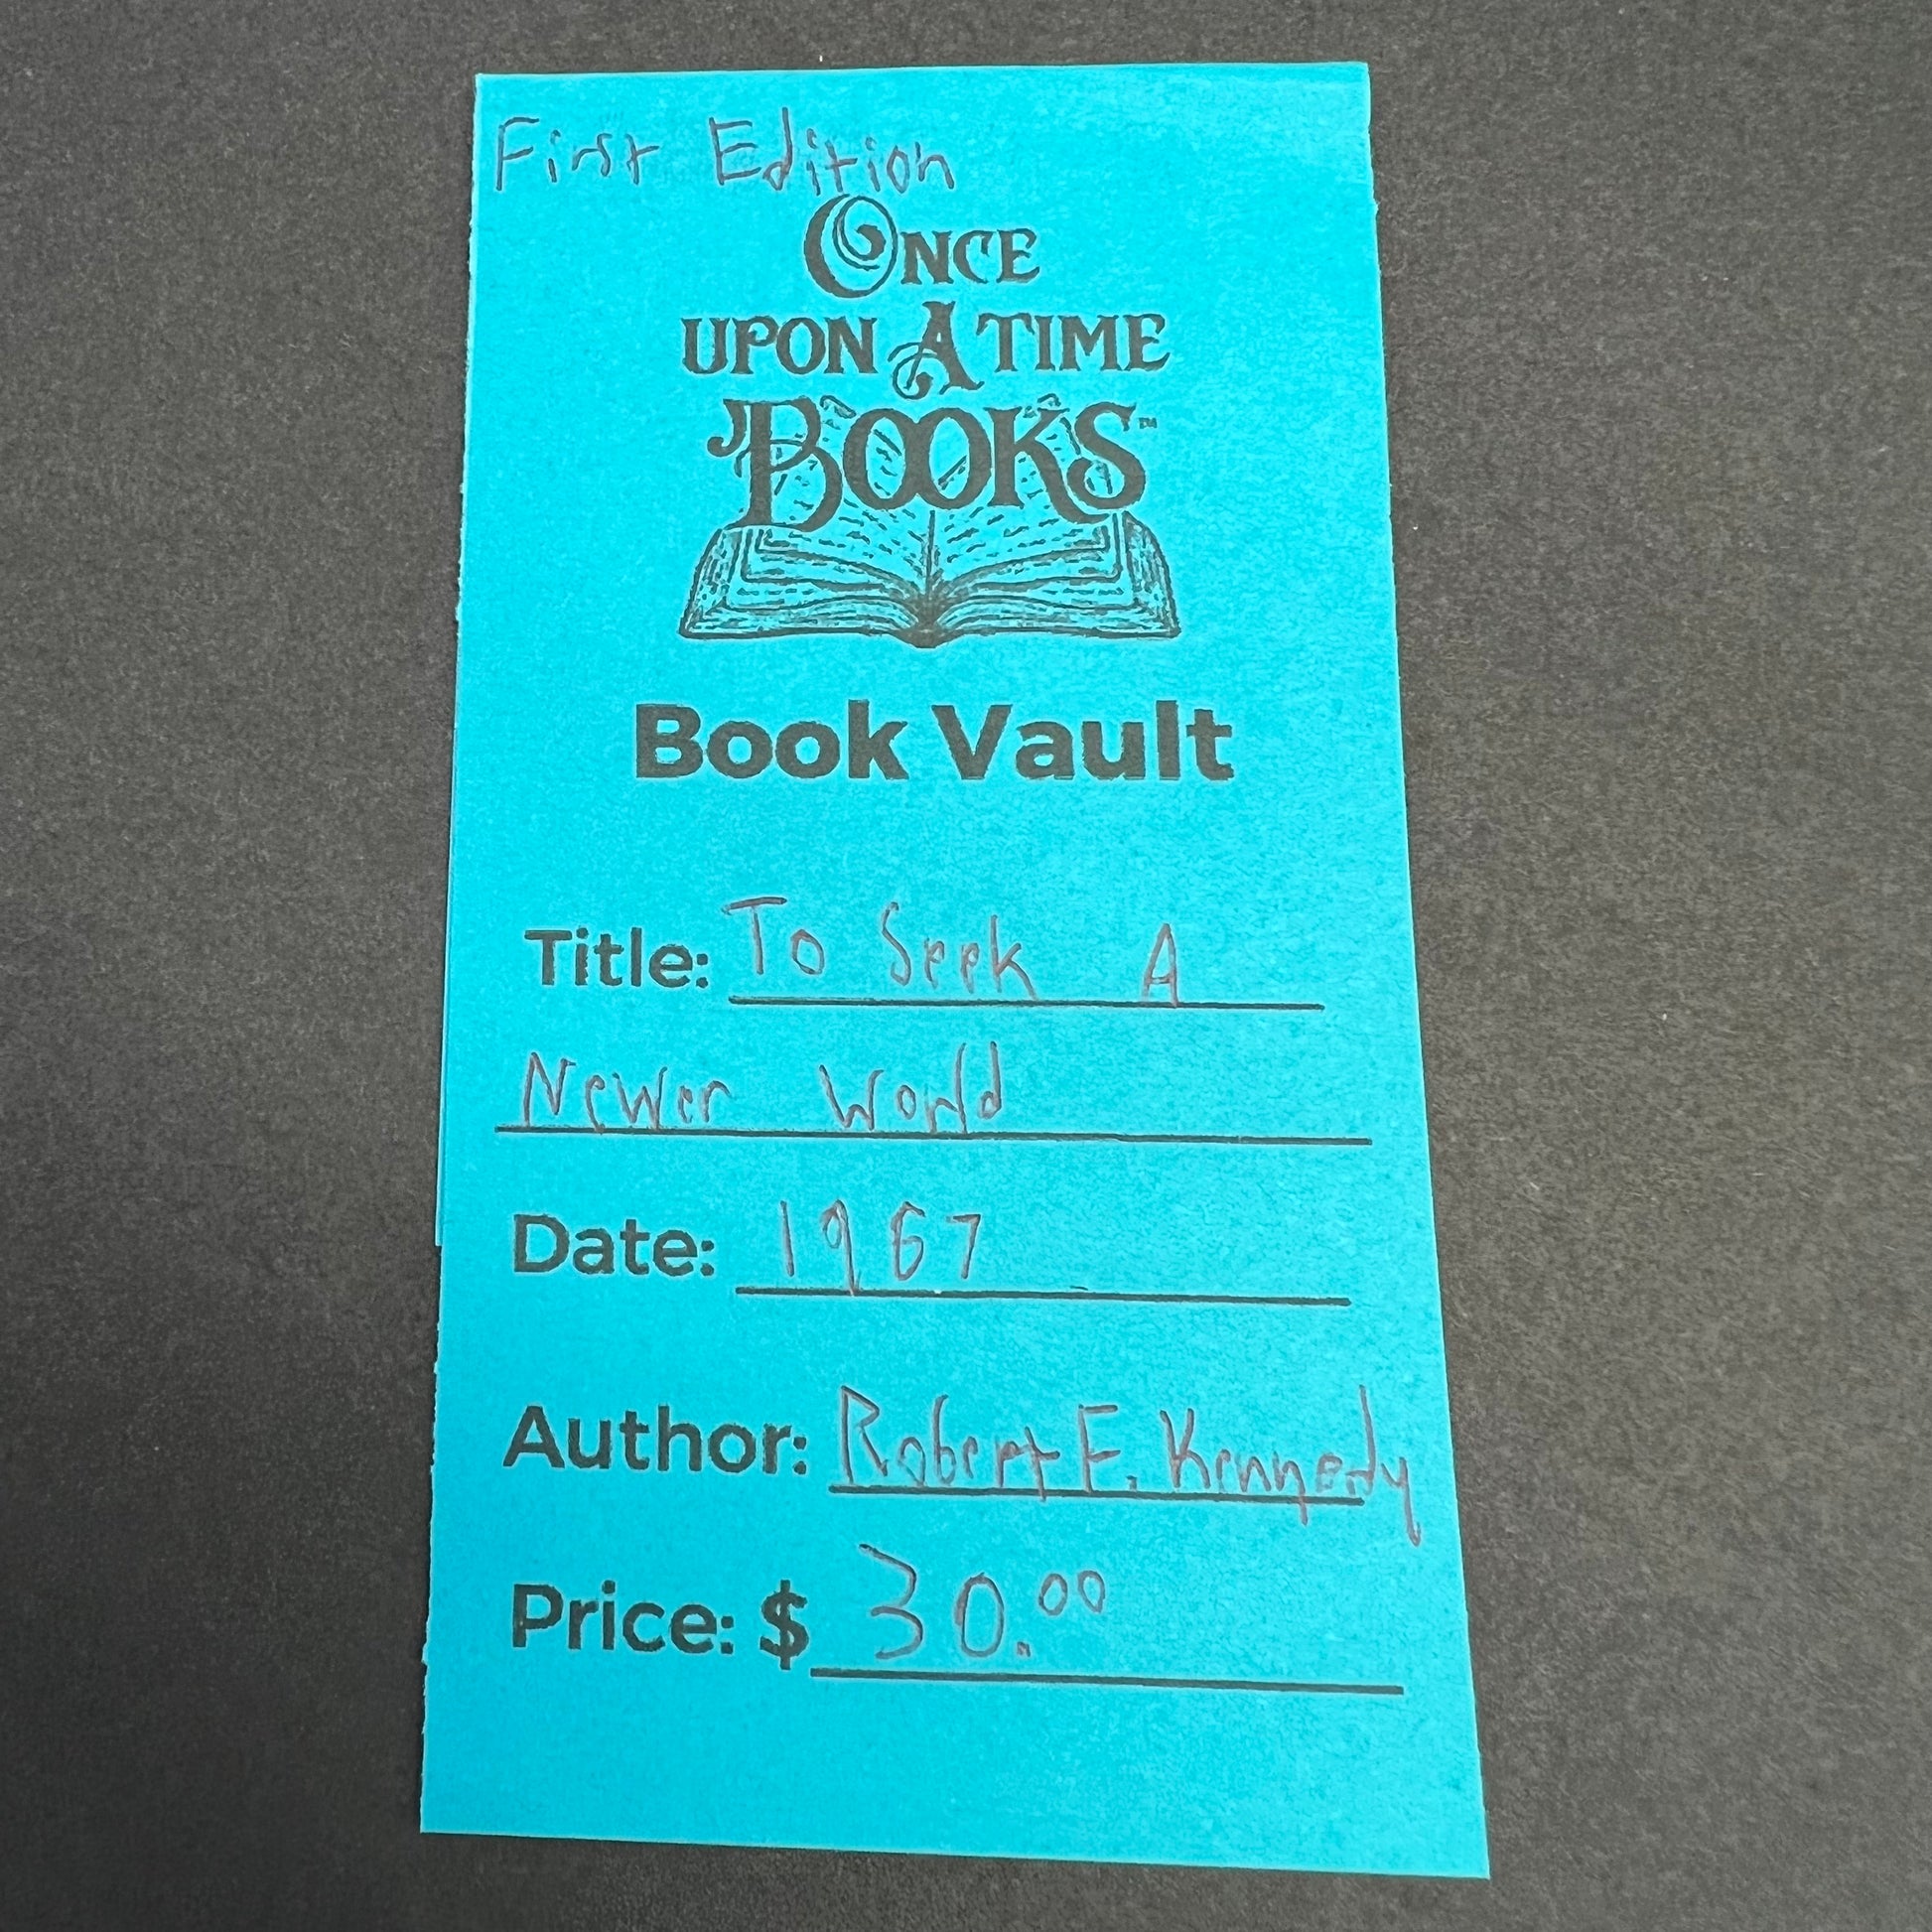 First Edition
ONCE
UPON A TIME
BOOKS™
Book Vault
Title: To Seek A
Newer World
Date: 1967
Author: Robert F. Kennedy
Price: $ 30.00